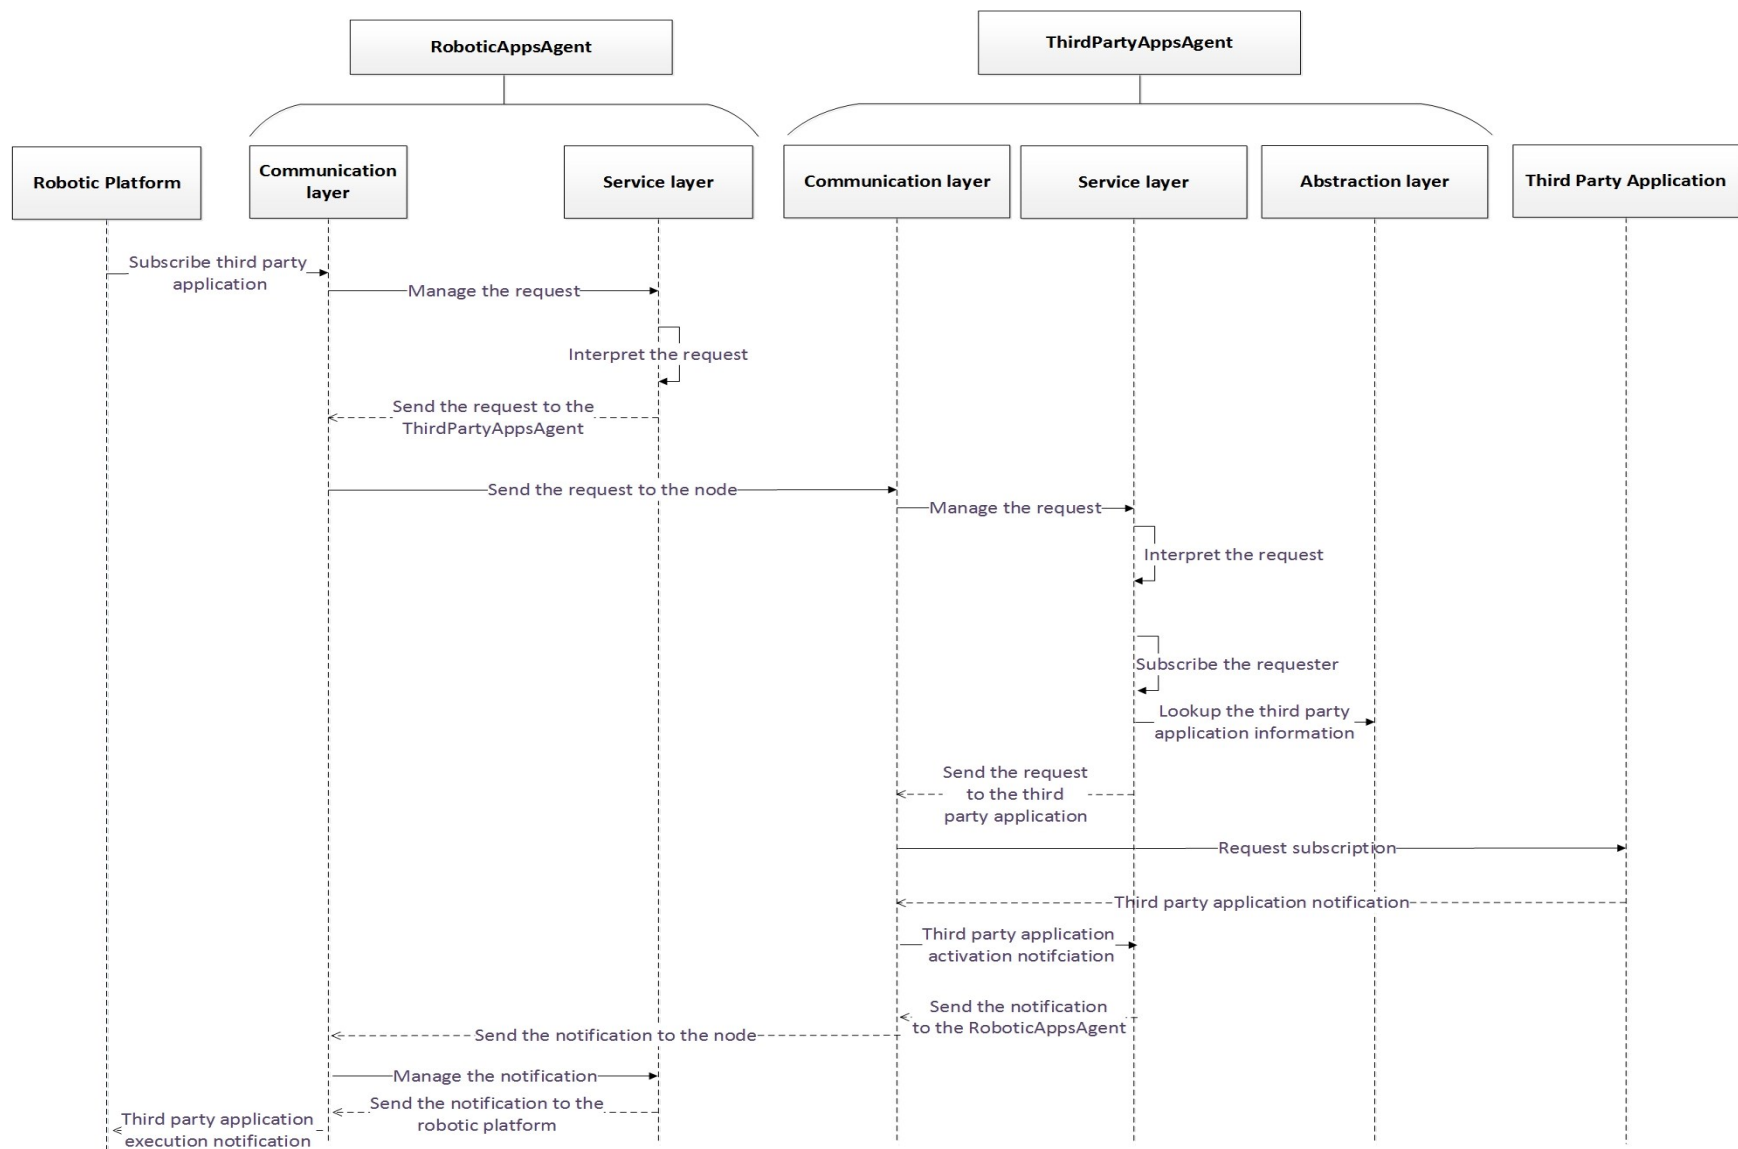 RoboticAppsAgent
ThirdPartyAppsAgent
Robotic Platform
Communication
layer
Service layer
Communication layer
Service layer
Abstraction layer
Third Party Application
Subscribe third party
application
Manage the request
Interpret the request
Send the request to the
ThirdPartyAppsAgent
Send the request to the node
Manage the request
Interpret the request
Subscribe the requester
Lookup the third party
application information
Send the request
to the third
party application
Request subscription
Third party application notification
Third party application
activation notifciation
Send the notification
to the RoboticAppsAgent
Send the notification to the node
Manage the notification
Send the notification to the
robotic platform
Third party application
execution notification